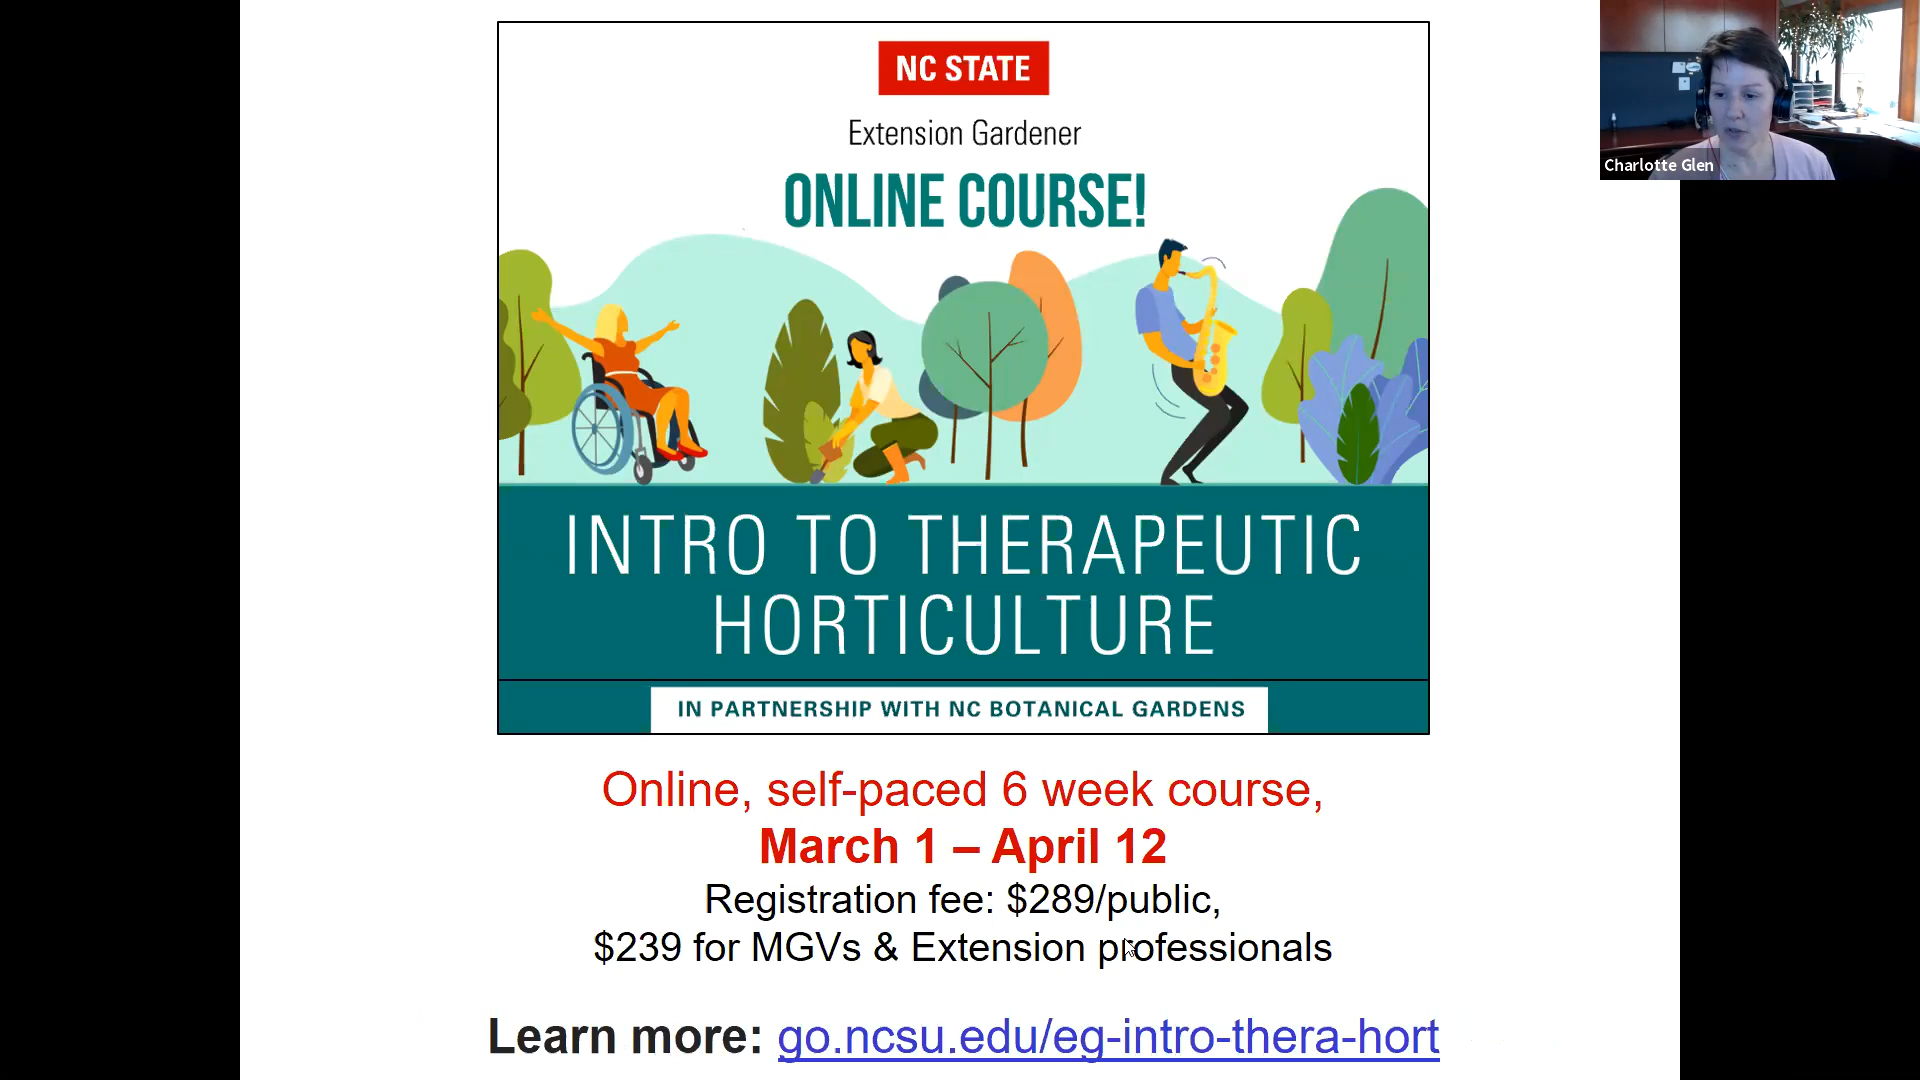 NC STATE
Extension Gardener
ONLINE COURSE!
INTRO TO THERAPEUTIC
HORTICULTURE
IN PARTNERSHIP WITH NC BOTANICAL GARDENS
Online, self-paced 6 week course,
March 1 – April 12
Registration fee: $289/public,
$239 for MGVs & Extension professionals
Learn more: go.ncsu.edu/eg-intro-thera-hort
Charlotte Glen